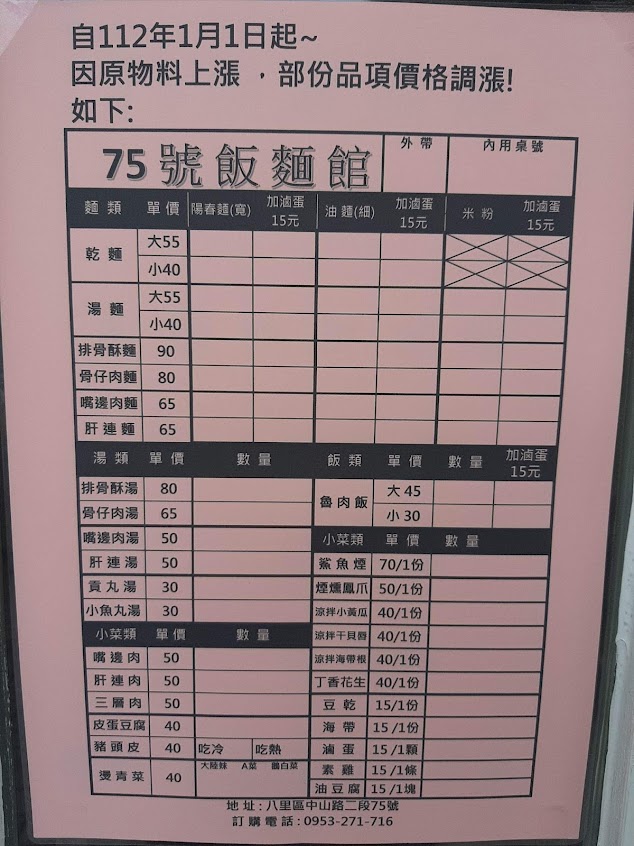 自112年1月1日起~
因原物料上漲 ，部份品項價格調漲!
如下:
75 號飯麵館 外帶 內用桌號
麵類 單價 陽春麵(寬) 加滷蛋 15元 油麵(細) 加滷蛋 15元 米粉 加滷蛋 15元
乾麵 大55
小40
湯麵 大55
小40
排骨酥麵 90
骨仔肉麵 80
嘴邊肉麵 65
肝連麵 65
湯類 單價 數量
排骨酥湯 80
骨仔肉湯 65
嘴邊肉湯 50
肝連湯 50
貢丸湯 30
小魚丸湯 30
小菜類 單價 數量
嘴邊肉 50
肝連肉 50
三層肉 50
皮蛋豆腐 40
豬頭皮 40 吃冷 吃熱
燙青菜 40 大陸妹 A菜 鵝白菜
飯類 單價 數量 加滷蛋 15元
魯肉飯 大 45
小 30
小菜類 單價 數量
鯊魚煙 70/1份
煙燻鳳爪 50/1份
涼拌小黃瓜 40/1份
涼拌干貝唇 40/1份
涼拌海帶根 40/1份
丁香花生 40/1份
豆乾 15/1份
海帶 15/1份
滷蛋 15/1顆
素雞 15/1條
油豆腐 15/1塊
地址:八里區中山路二段75號
訂購電話:0953-271-716